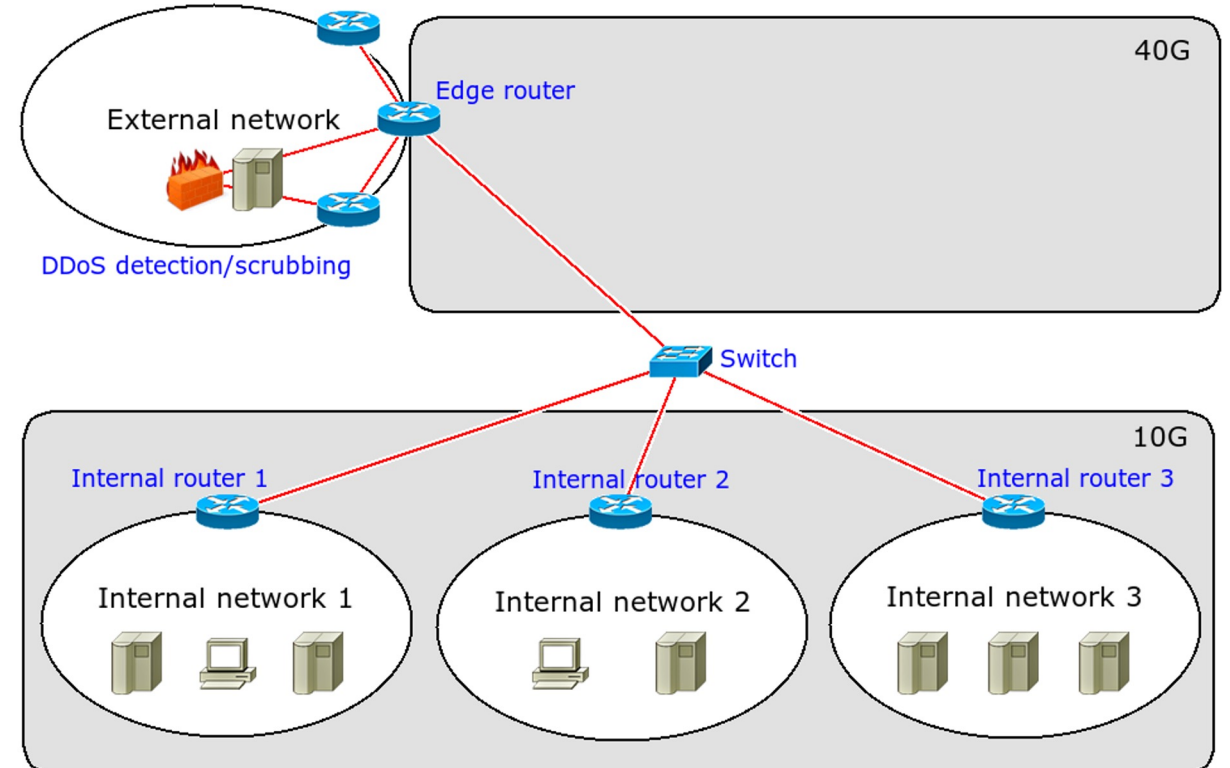 40G
Edge router
External network
DDoS detection/scrubbing
Switch
10G
Internal router 1
Internal router 2
Internal router 3
Internal network 1
Internal network 2
Internal network 3